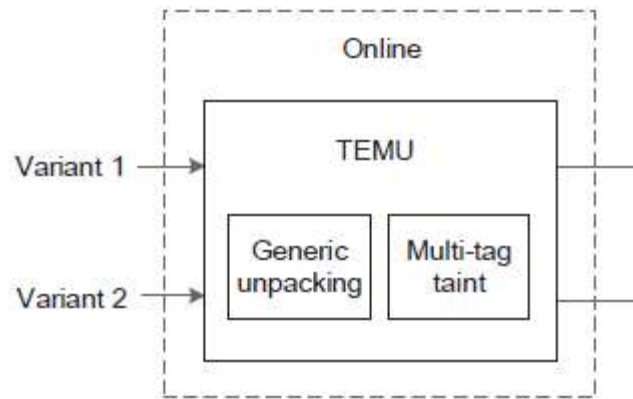 Online
TEMU
Variant 1
Generic
unpacking
Multi-tag
taint
Variant 2